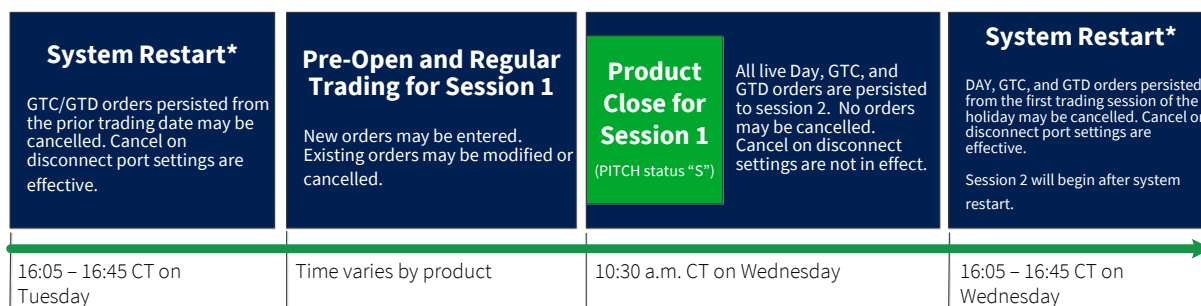 System Restart*
GTC/GTD orders persisted from
the prior trading date may be
cancelled. Cancel on
disconnect port settings are
effective.
Pre-Open and Regular
Trading for Session 1
New orders may be entered.
Existing orders may be modified or
cancelled.
Product
Close for
Session 1
(PITCH status “S”)
All live Day, GTC, and
GTD orders are persisted
to session 2.  No orders
may be cancelled.
Cancel on disconnect
settings are not in effect.
System Restart*
DAY, GTC, and GTD orders persisted
from the first trading session of the
holiday may be cancelled. Cancel on
disconnect port settings are
effective.
Session 2 will begin after system
restart.
16:05 – 16:45 CT on
Tuesday
Time varies by product
10:30 a.m. CT on Wednesday
16:05 – 16:45 CT on
Wednesday